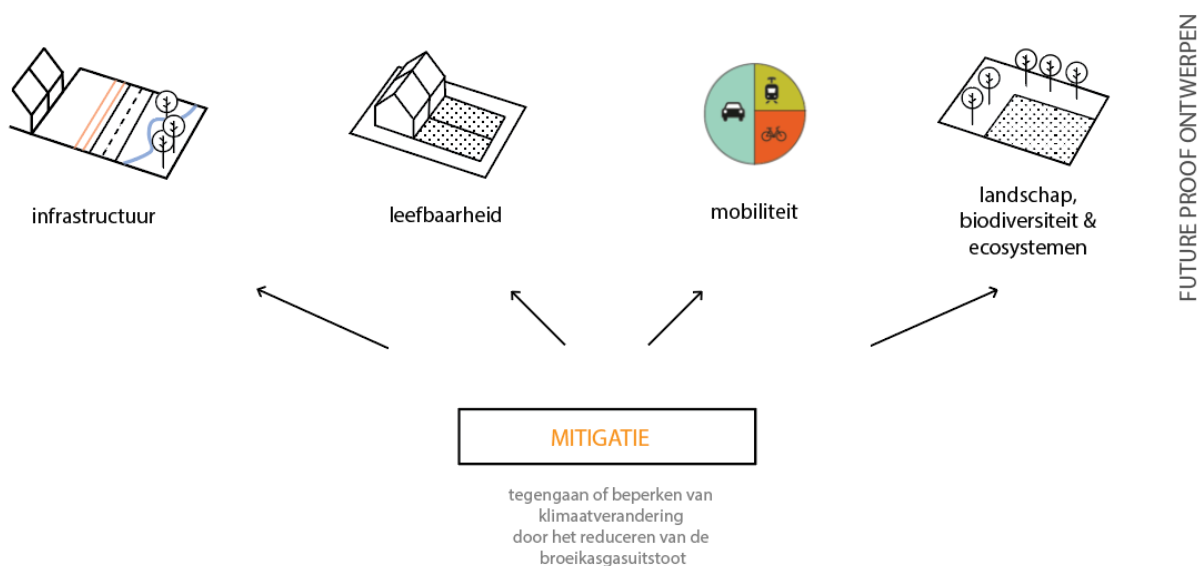 infrastructuur
leefbaarheid
mobiliteit
landschap,
biodiversiteit &
ecosystemen
FUTURE PROOF ONTWERPEN
MITIGATIE
tegengaan of beperken van
klimaatverandering
door het reduceren van de
broeikasgasuitstoot